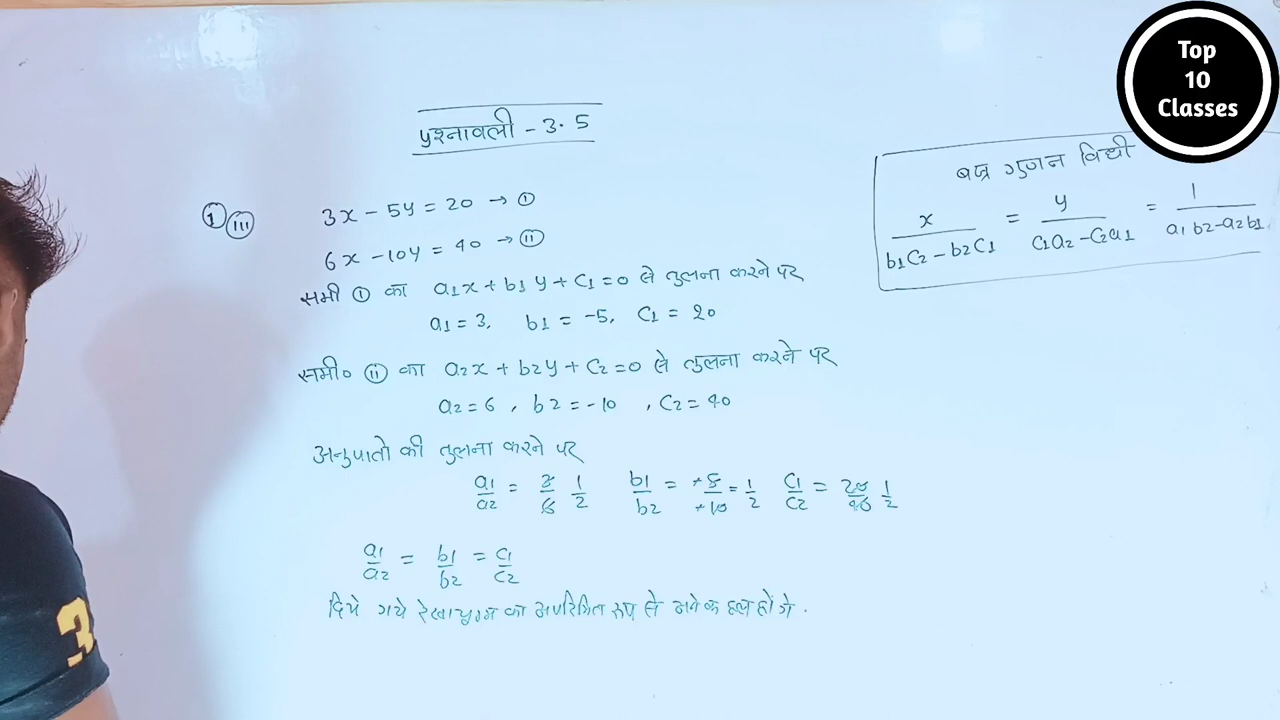 Top
10
Classes
प्रश्नावली - 3.5
बज्र गुणन विधी
x/(b1c2 - b2c1) = y/(c1a2 - c2a1) = 1/(a1b2 - a2b1)
① ⅲ 3x - 5y = 20 → ①
6x - 10y = 40 → ⅱ
समी ① का a1x + b1y + c1 = 0 से तुलना करने पर
a1 = 3, b1 = -5, c1 = 20
समी० ⅱ का a2x + b2y + c2 = 0 से तुलना करने पर
a2 = 6, b2 = -10, c2 = 40
अनुपातो की तुलना करने पर
a1/a2 = 3/6 1/2 b1/b2 = +5/+10 = 1/2 c1/c2 = 20/40 1/2
a1/a2 = b1/b2 = c1/c2
दिये गये रेखायुग्म का अपरिमित रूप से अनेक हल होंगे.
3